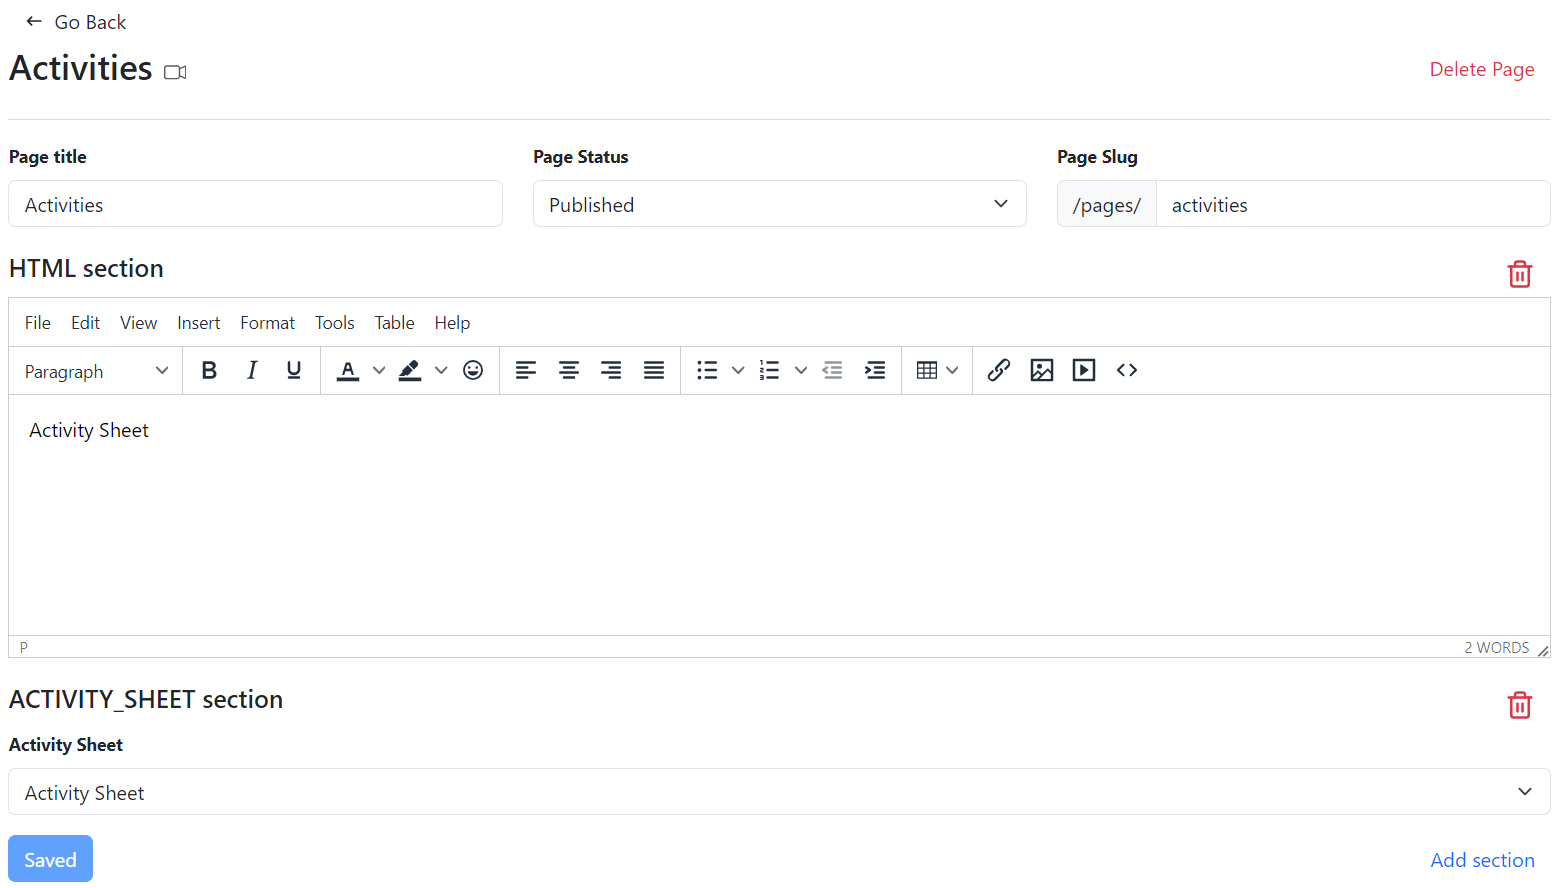 Go Back
Activities
Delete Page
Page title
Page Status
Page Slug
Activities
Published
/pages/ activities
HTML section
File Edit View Insert Format Tools Table Help
Paragraph B I U A
Activity Sheet
P
2 WORDS
ACTIVITY_SHEET section
Activity Sheet
Activity Sheet
Saved
Add section